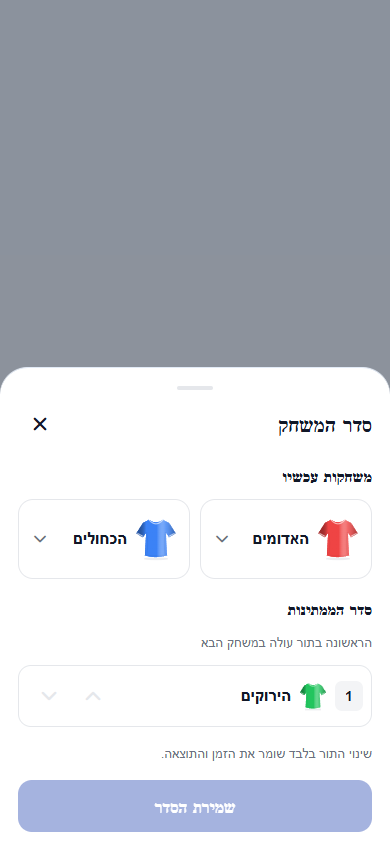 סדר המשחק
משחקות עכשיו
האדומים
הכחולים
סדר הממתינות
הראשונה בתור עולה במשחק הבא
1
הירוקים
שינוי התור בלבד שומר את הזמן והתוצאה.
שמירת הסדר